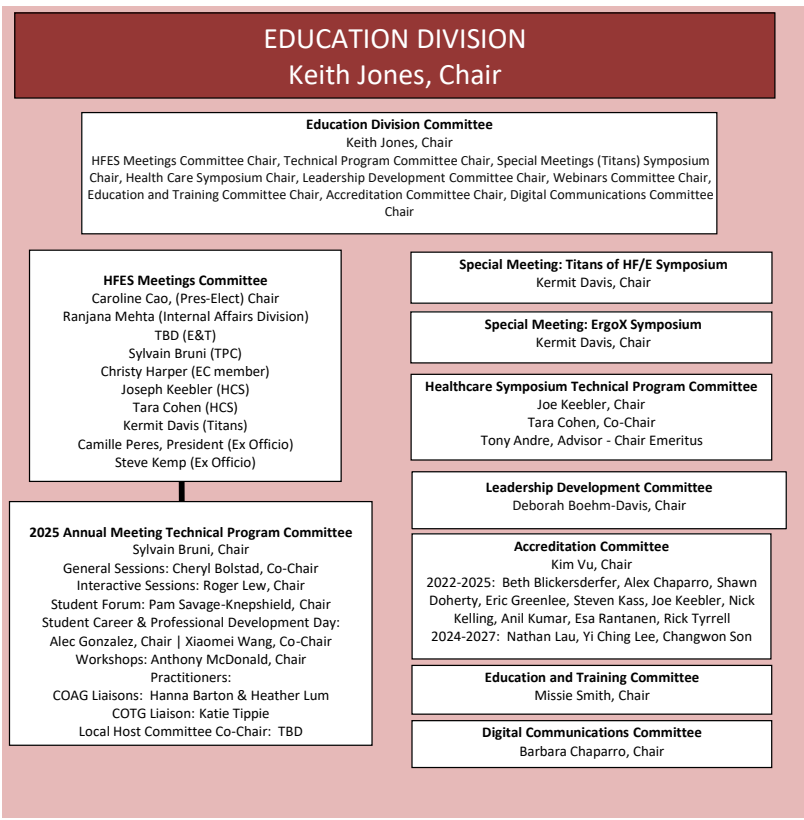 EDUCATION DIVISION
Keith Jones, Chair
Education Division Committee
Keith Jones, Chair
HFES Meetings Committee Chair, Technical Program Committee Chair, Special Meetings (Titans) Symposium
Chair, Health Care Symposium Chair, Leadership Development Committee Chair, Webinars Committee Chair,
Education and Training Committee Chair, Accreditation Committee Chair, Digital Communications Committee
Chair
HFES Meetings Committee
Caroline Cao, (Pres-Elect) Chair
Ranjana Mehta (Internal Affairs Division)
TBD (E&T)
Sylvain Bruni (TPC)
Christy Harper (EC member)
Joseph Keebler (HCS)
Tara Cohen (HCS)
Kermit Davis (Titans)
Camille Peres, President (Ex Officio)
Steve Kemp (Ex Officio)
2025 Annual Meeting Technical Program Committee
Sylvain Bruni, Chair
General Sessions: Cheryl Bolstad, Co-Chair
Interactive Sessions: Roger Lew, Chair
Student Forum: Pam Savage-Knepshield, Chair
Student Career & Professional Development Day:
Alec Gonzalez, Chair | Xiaomei Wang, Co-Chair
Workshops: Anthony McDonald, Chair
Practitioners:
COAG Liaisons: Hanna Barton & Heather Lum
COTG Liaison: Katie Tippie
Local Host Committee Co-Chair: TBD
Special Meeting: Titans of HF/E Symposium
Kermit Davis, Chair
Special Meeting: ErgoX Symposium
Kermit Davis, Chair
Healthcare Symposium Technical Program Committee
Joe Keebler, Chair
Tara Cohen, Co-Chair
Tony Andre, Advisor - Chair Emeritus
Leadership Development Committee
Deborah Boehm-Davis, Chair
Accreditation Committee
Kim Vu, Chair
2022-2025: Beth Blickersderfer, Alex Chaparro, Shawn
Doherty, Eric Greenlee, Steven Kass, Joe Keebler, Nick
Kelling, Anil Kumar, Esa Rantanen, Rick Tyrrell
2024-2027: Nathan Lau, Yi Ching Lee, Changwon Son
Education and Training Committee
Missie Smith, Chair
Digital Communications Committee
Barbara Chaparro, Chair